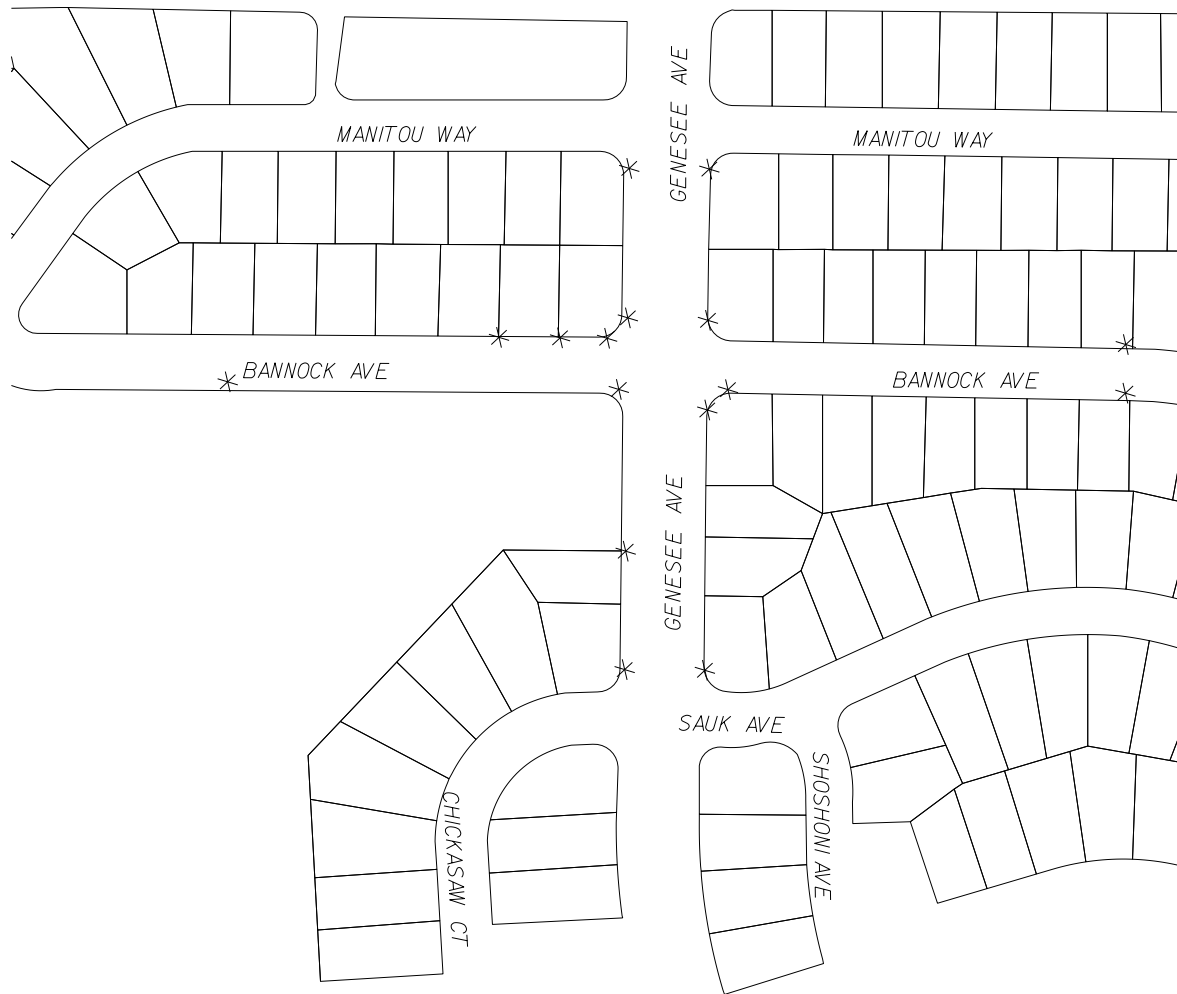 GENESEE AVE
MANITOU WAY
MANITOU WAY
BANNOCK AVE
BANNOCK AVE
GENESEE AVE
SAUK AVE
SHOSHONI AVE
CHICKASAW CT